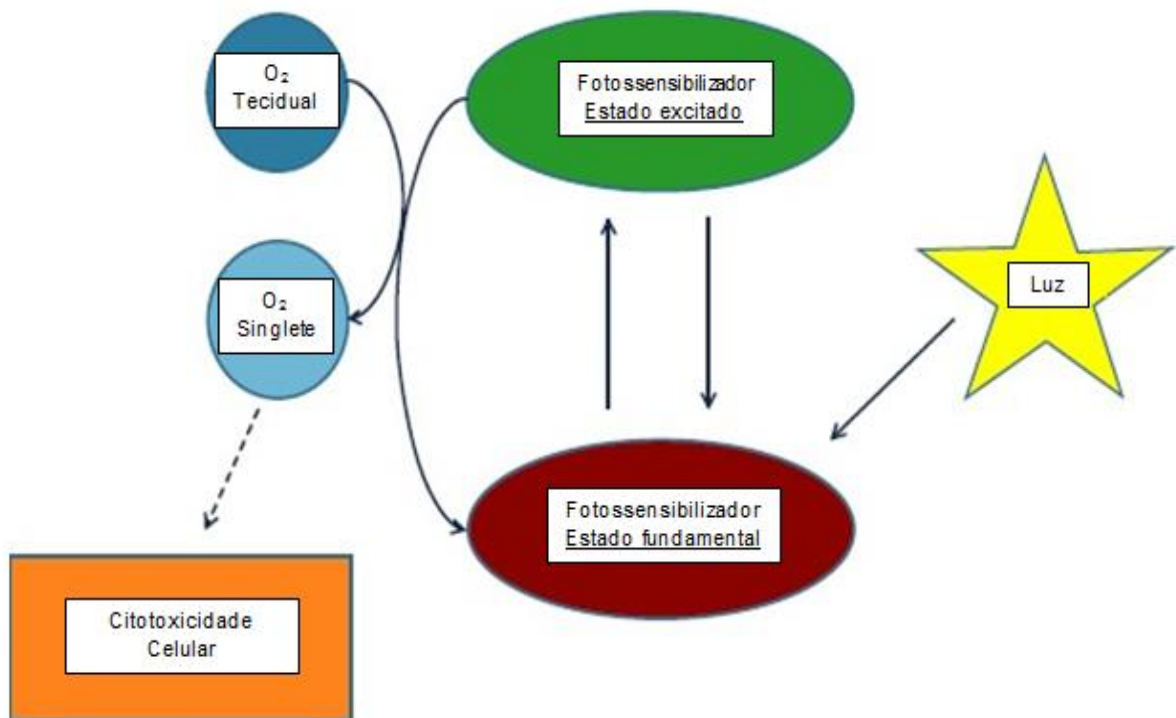 O₂
Tecidual
Fotossensibilizador
Estado excitado
O₂
Singlete
Luz
Fotossensibilizador
Estado fundamental
Citotoxicidade
Celular